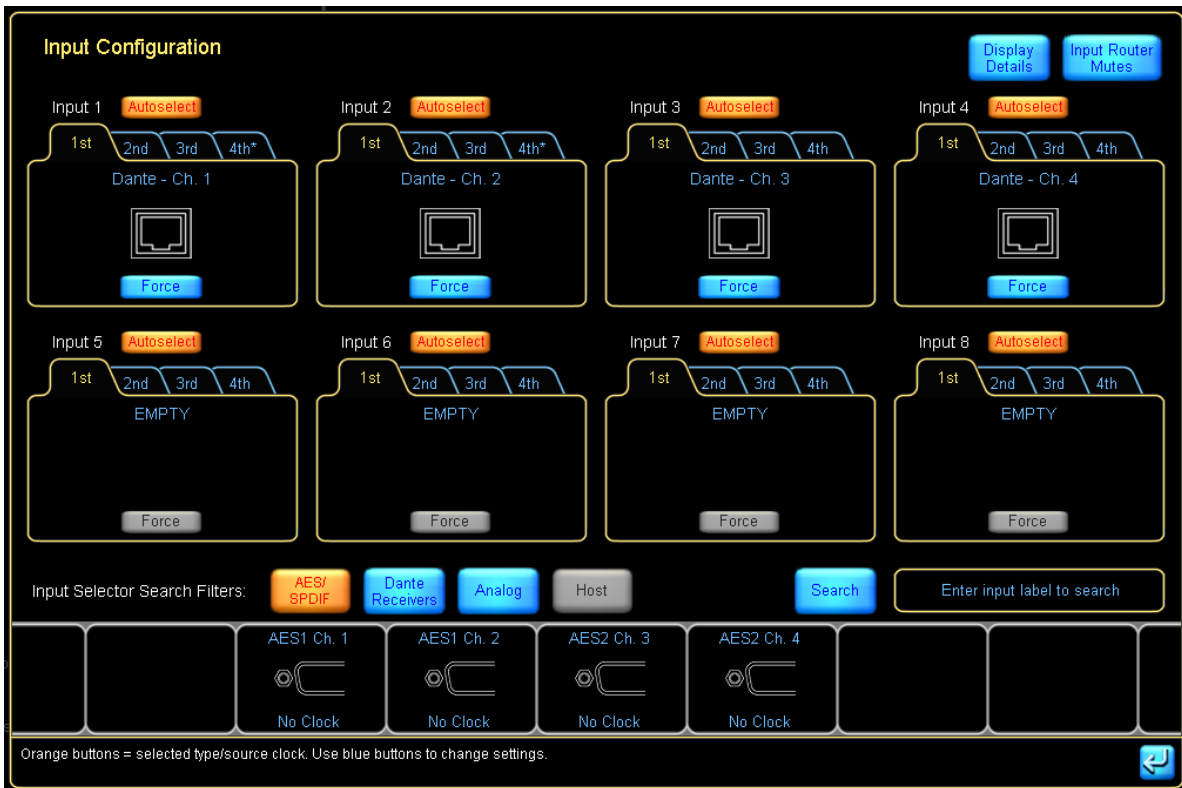 Input Configuration
Display Details
Input Router Mutes
Input 1 Autoselect
Input 2 Autoselect
Input 3 Autoselect
Input 4 Autoselect
1st 2nd 3rd 4th*
1st 2nd 3rd 4th*
1st 2nd 3rd 4th
1st 2nd 3rd 4th
Dante - Ch. 1
Dante - Ch. 2
Dante - Ch. 3
Dante - Ch. 4
Force
Force
Force
Force
Input 5 Autoselect
Input 6 Autoselect
Input 7 Autoselect
Input 8 Autoselect
1st 2nd 3rd 4th
1st 2nd 3rd 4th
1st 2nd 3rd 4th
1st 2nd 3rd 4th
EMPTY
EMPTY
EMPTY
EMPTY
Force
Force
Force
Force
Input Selector Search Filters:
AES/ SPDIF
Dante Receivers
Analog
Host
Search
Enter input label to search
AES1 Ch. 1
AES1 Ch. 2
AES2 Ch. 3
AES2 Ch. 4
No Clock
No Clock
No Clock
No Clock
Orange buttons = selected type/source clock. Use blue buttons to change settings.